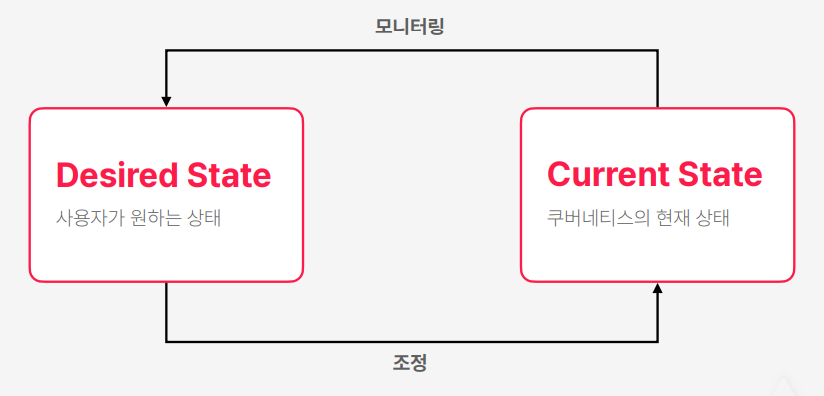 모니터링
Desired State
사용자가 원하는 상태
Current State
쿠버네티스의 현재 상태
조정